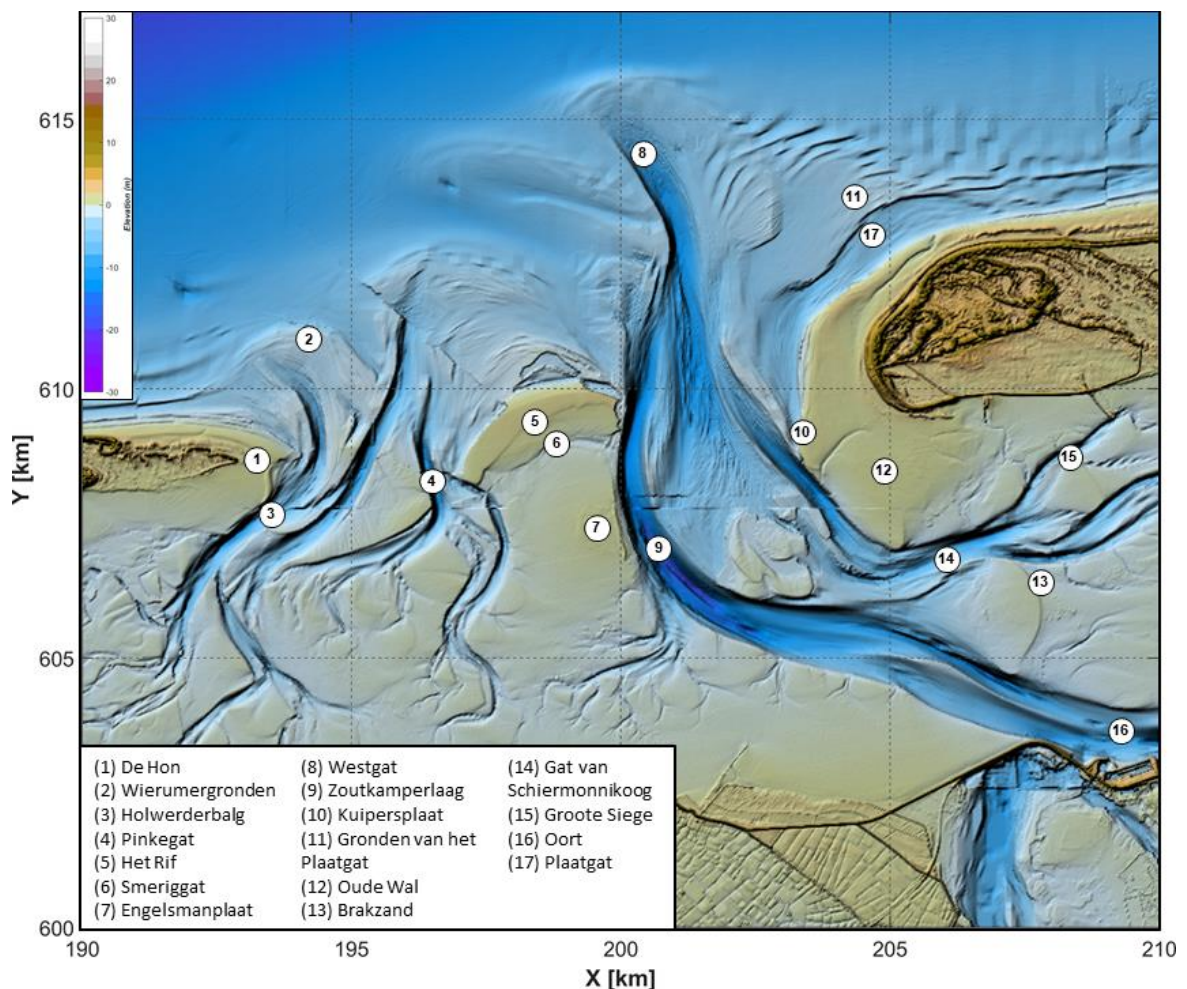 30
20
10
0
-10
-20
-30
Elevation (m)
615
610
605
600
Y [km]
8
11
17
2
10
5
6
1
12
15
4
3
7
9
14
13
16
(1) De Hon
(2) Wierumergronden
(3) Holwerderbalg
(4) Pinkegat
(5) Het Rif
(6) Smeriggat
(7) Engelsmanplaat
(8) Westgat
(9) Zoutkamperlaag
(10) Kuipersplaat
(11) Gronden van het
Plaatgat
(12) Oude Wal
(13) Brakzand
(14) Gat van
Schiermonnikoog
(15) Groote Siege
(16) Oort
(17) Plaatgat
190
195
200
205
210
X [km]